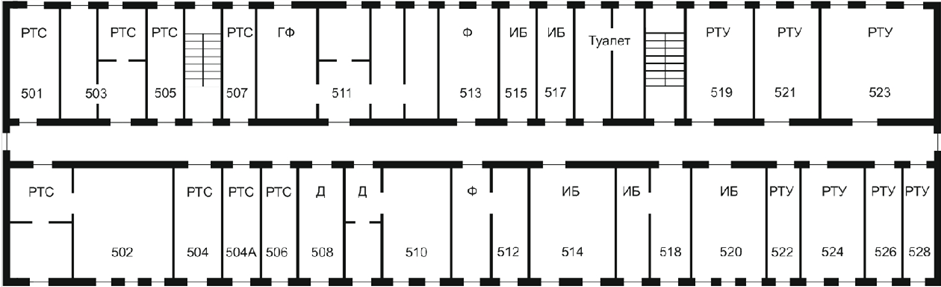 РТС РТС РТС РТС ГФ Ф ИБ ИБ Туалет РТУ РТУ РТУ
501 503 505 507 511 513 515 517 519 521 523
РТС РТС РТС РТС Д Д Ф ИБ ИБ ИБ РТУ РТУ РТУ РТУ
502 504 504А 506 508 510 512 514 518 520 522 524 526 528